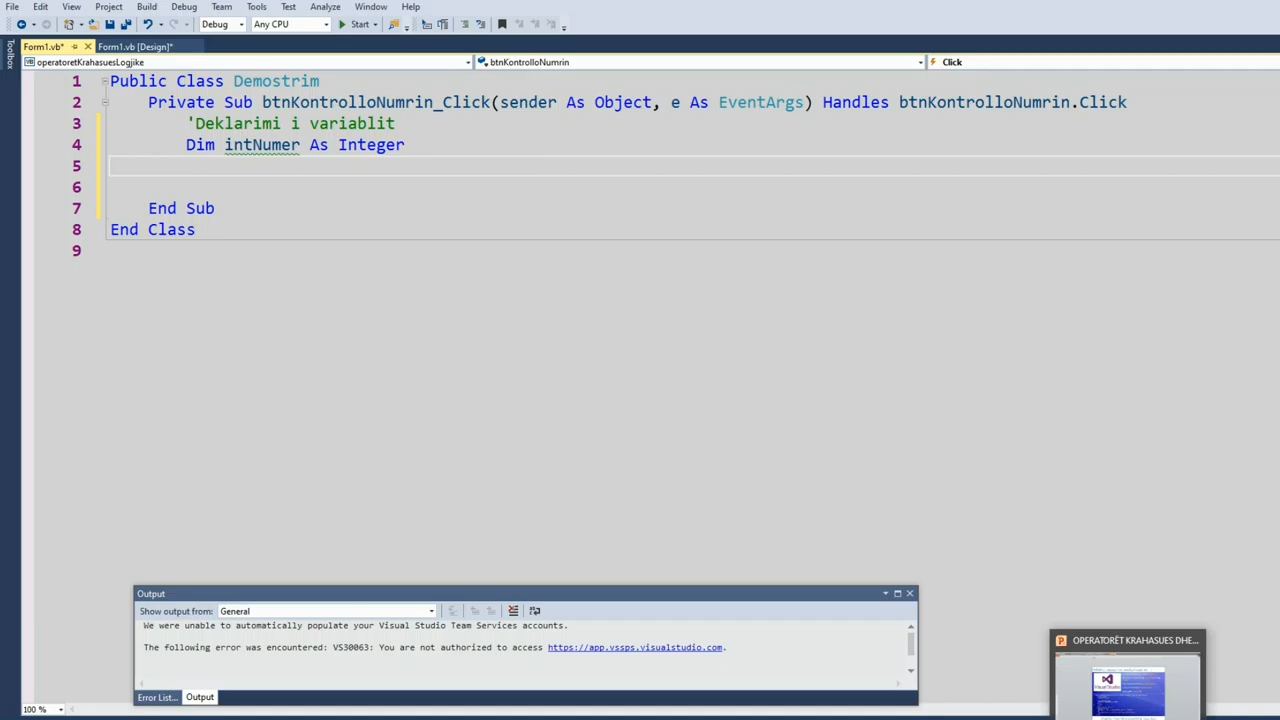 File Edit View Project Build Debug Team Tools Test Analyze Window Help
Debug Any CPU Start
Form1.vb* Form1.vb [Design]*
Toolbox
operatoretKrahasuesLogjike btnKontrolloNumrin Click
1 Public Class Demostrim
2 Private Sub btnKontrolloNumrin_Click(sender As Object, e As EventArgs) Handles btnKontrolloNumrin.Click
3 'Deklarimi i variablit
4 Dim intNumer As Integer
5
6
7 End Sub
8 End Class
9
Output
Show output from: General
We were unable to automatically populate your Visual Studio Team Services accounts.
The following error was encountered: VS30063: You are not authorized to access https://app.vssps.visualstudio.com.
Error List... Output
OPERATORËT KRAHASUES DHE...
100 %